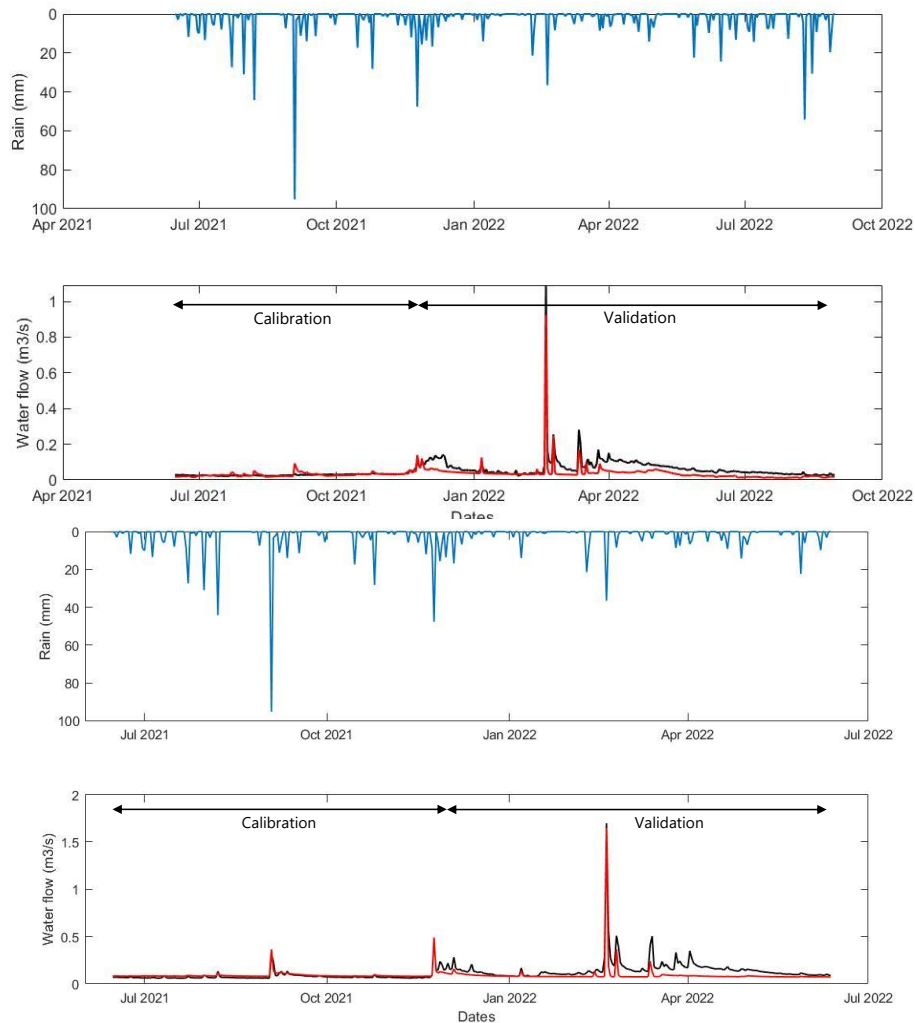 0
20
40
60
80
100
Rain (mm)
Apr 2021 Jul 2021 Oct 2021 Jan 2022 Apr 2022 Jul 2022 Oct 2022
1
0.8
0.6
0.4
0.2
0
Water flow (m3/s)
Calibration Validation
Apr 2021 Jul 2021 Oct 2021 Jan 2022 Apr 2022 Jul 2022 Oct 2022
Dates
0
20
40
60
80
100
Rain (mm)
Jul 2021 Oct 2021 Jan 2022 Apr 2022 Jul 2022
2
1.5
1
0.5
0
Water flow (m3/s)
Calibration Validation
Jul 2021 Oct 2021 Jan 2022 Apr 2022 Jul 2022
Dates